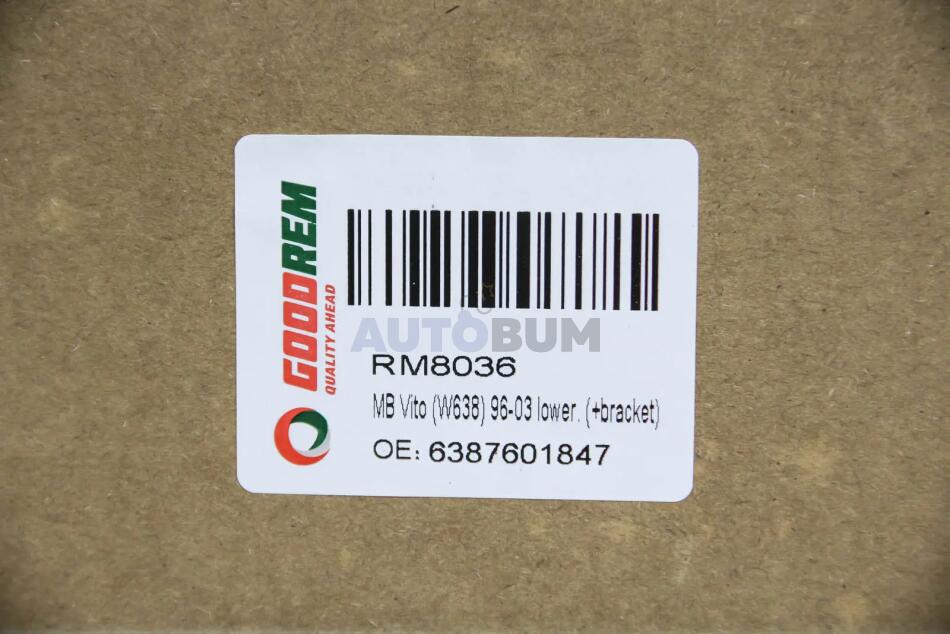 GOODREM
QUALITY AHEAD
AUTOBUM
RM8036
MB Vito (W638) 96-03 lower. (+bracket)
OE: 6387601847